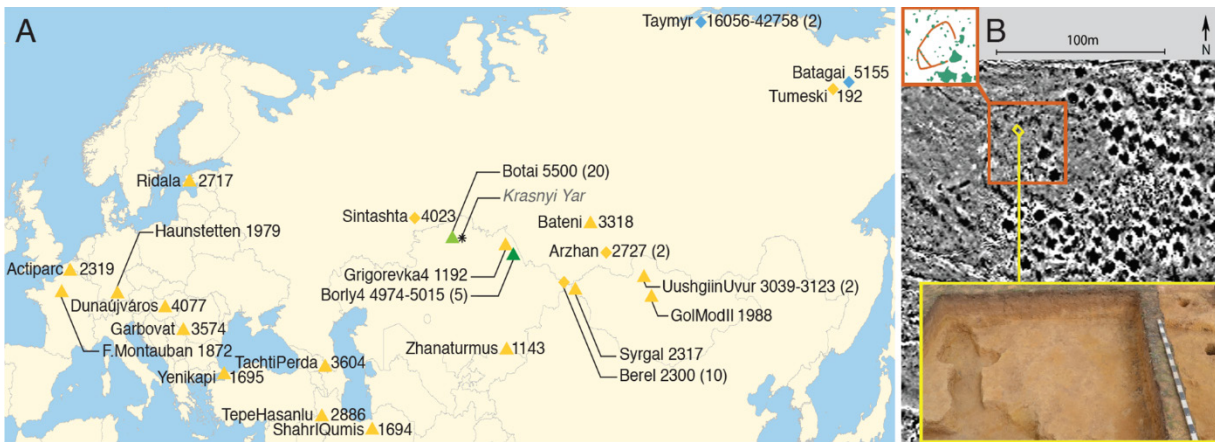 A
Taymyr 16056-42758 (2)
Batagai 5155
Tumeski 192
Ridala 2717
Botai 5500 (20)
Krasnyi Yar
Sintashta 4023
Bateni 3318
Haunstetten 1979
Arzhan 2727 (2)
Actiparc 2319
Grigorevka4 1192
Borly4 4974-5015 (5)
UushgiinUvur 3039-3123 (2)
Dunaújváros 4077
GolModII 1988
Garbovat 3574
F.Montauban 1872
Zhanaturmus 1143
Syrgal 2317
TachtiPerda 3604
Berel 2300 (10)
Yenikapi 1695
TepeHasanlu 2886
ShahrIQumis 1694
B
100m
N